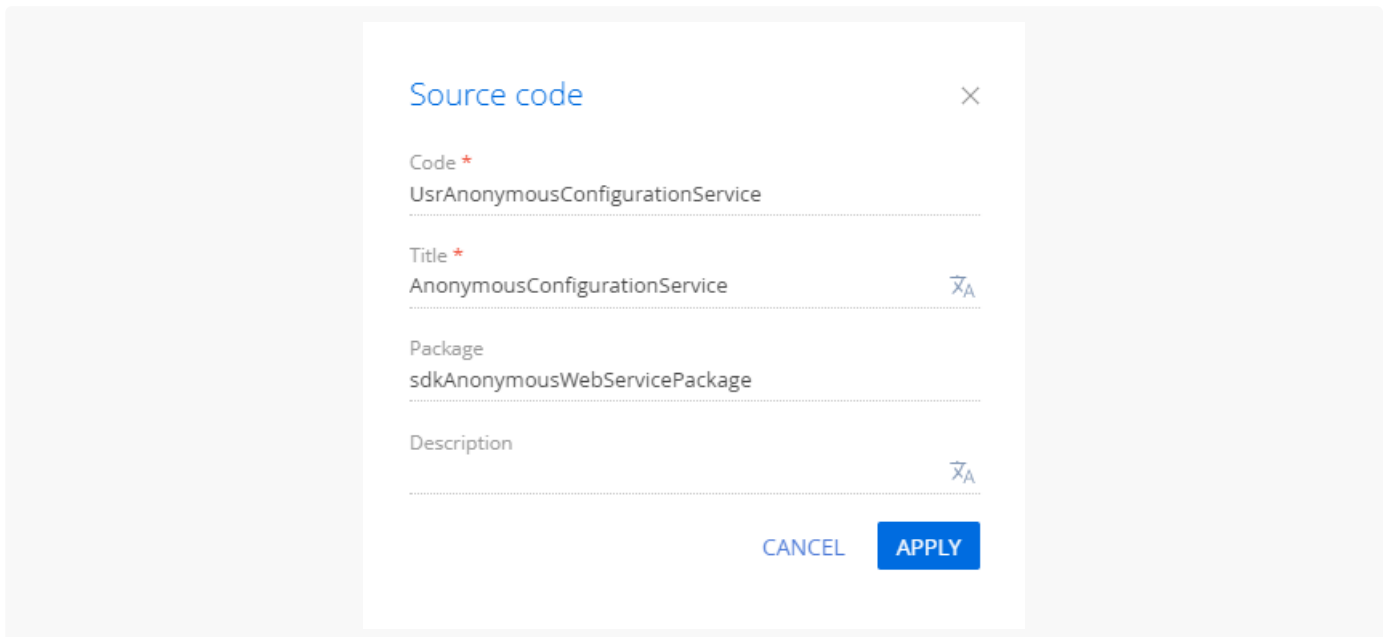 Source code
Code *
UsrAnonymousConfigurationService
Title *
AnonymousConfigurationService
Package
sdkAnonymousWebServicePackage
Description
CANCEL APPLY